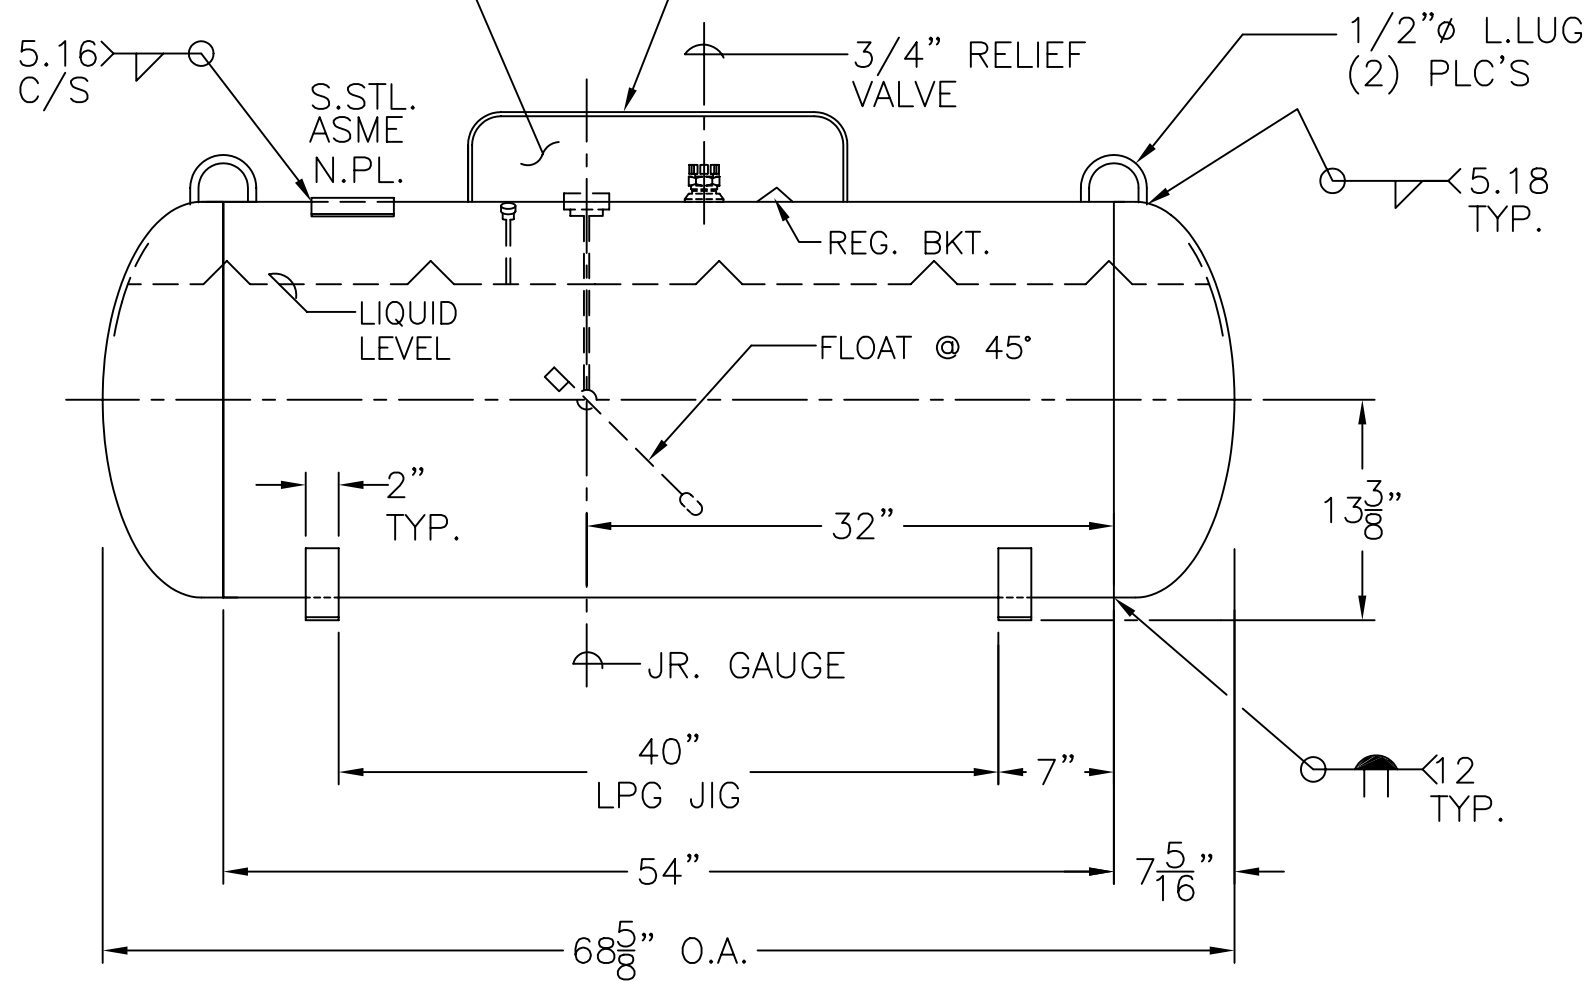 5.16
C/S
S.STL.
ASME
N.PL.
3/4” RELIEF
VALVE
1/2”ø L.LUG
(2) PLC'S
5.18
TYP.
REG. BKT.
LIQUID
LEVEL
FLOAT @ 45°
2”
TYP.
32”
13 3/8”
JR. GAUGE
40”
LPG JIG
7”
12
TYP.
54”
7 5/16”
68 5/8” O.A.